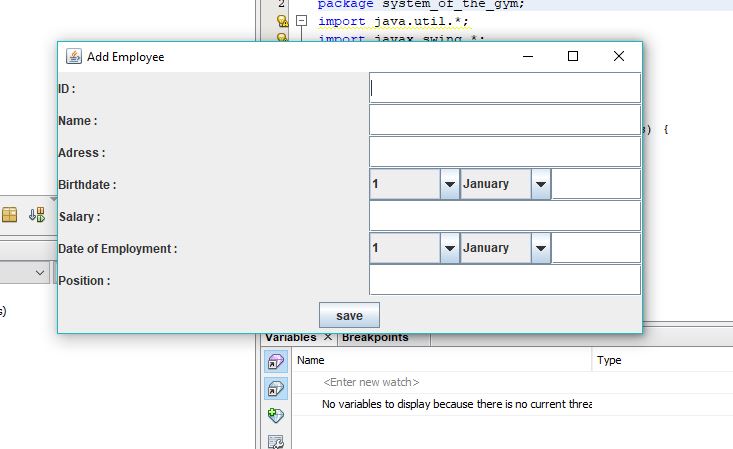 2
package system_of_the_gym;
import java.util.*;
import javax.swing.*;
Add Employee
ID :
Name :
) {
Adress :
Birthdate :
1
January
Salary :
Date of Employment :
1
January
Position :
s)
save
Variables
Breakpoints
Name
Type
<Enter new watch>
No variables to display because there is no current threa